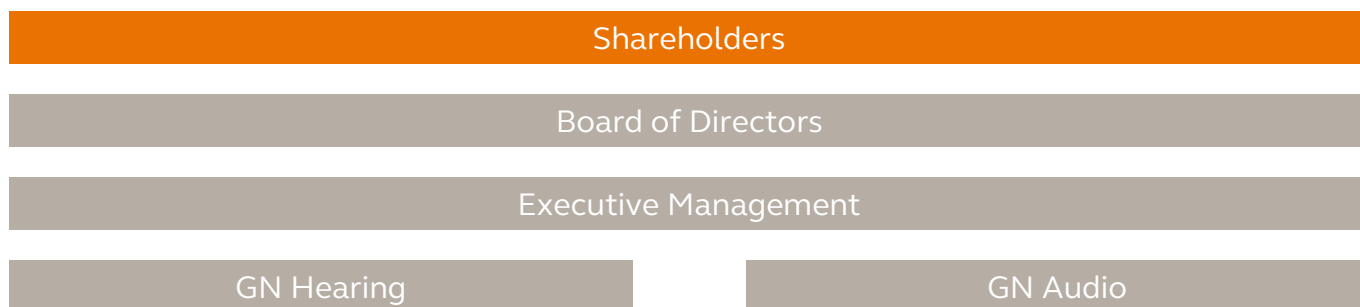 Shareholders
Board of Directors
Executive Management
GN Hearing
GN Audio